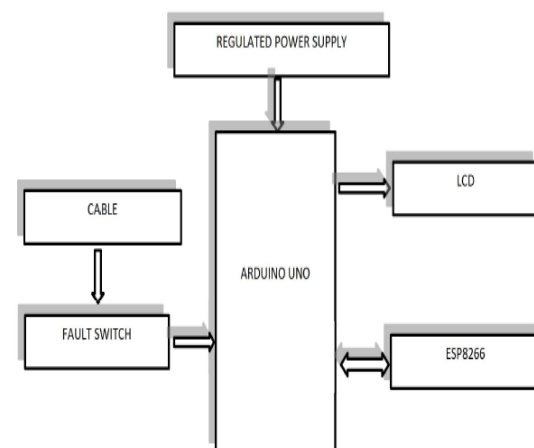 REGULATED POWER SUPPLY
LCD
CABLE
ARDUINO UNO
FAULT SWITCH
ESP8266